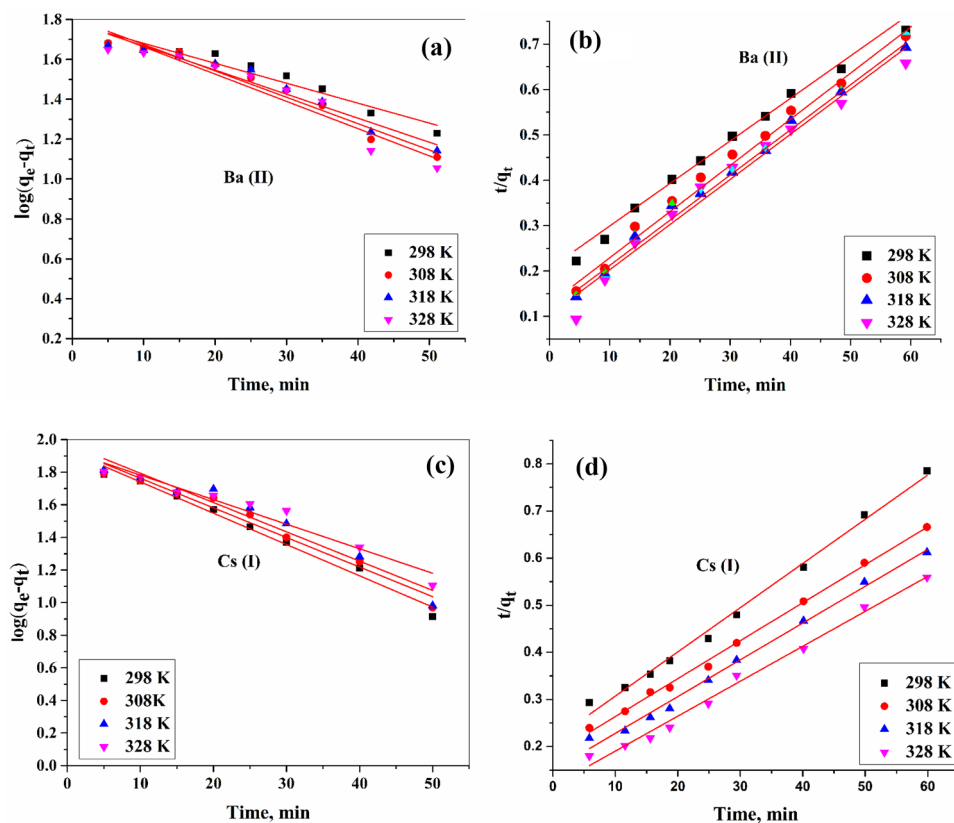 (a)
Ba (II)
log(qe-qt)
1.8
1.6
1.4
1.2
1.0
0.8
0.6
0.4
0.2
298 K
308 K
318 K
328 K
0 10 20 30 40 50 60
Time, min
(b)
Ba (II)
t/qt
0.7
0.6
0.5
0.4
0.3
0.2
0.1
298 K
308 K
318 K
328 K
0 10 20 30 40 50 60
Time, min
(c)
Cs (I)
log(qe-qt)
2.0
1.8
1.6
1.4
1.2
1.0
0.8
0.6
0.4
0.2
0.0
298 K
308K
318 K
328 K
0 10 20 30 40 50
Time, min
(d)
Cs (I)
t/qt
0.8
0.7
0.6
0.5
0.4
0.3
0.2
298 K
308 K
318 K
328 K
0 10 20 30 40 50 60
Time, min